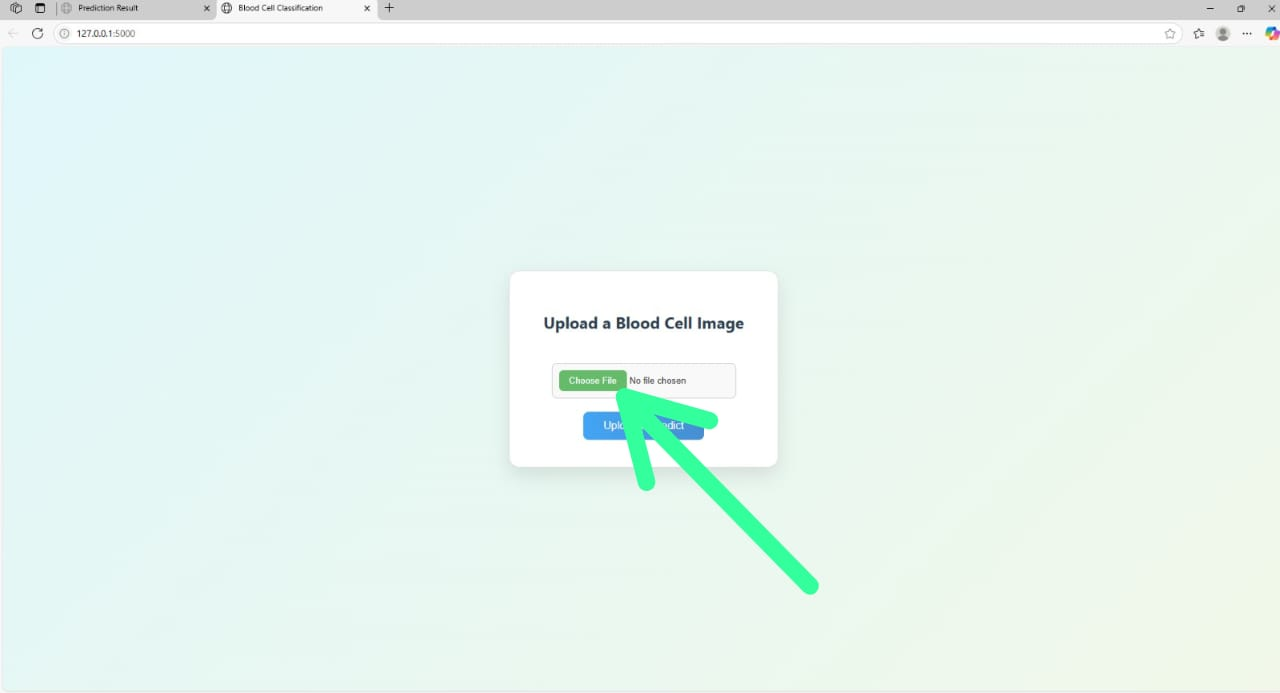 Prediction Result
Blood Cell Classification
127.0.0.1:5000
Upload a Blood Cell Image
Choose File No file chosen